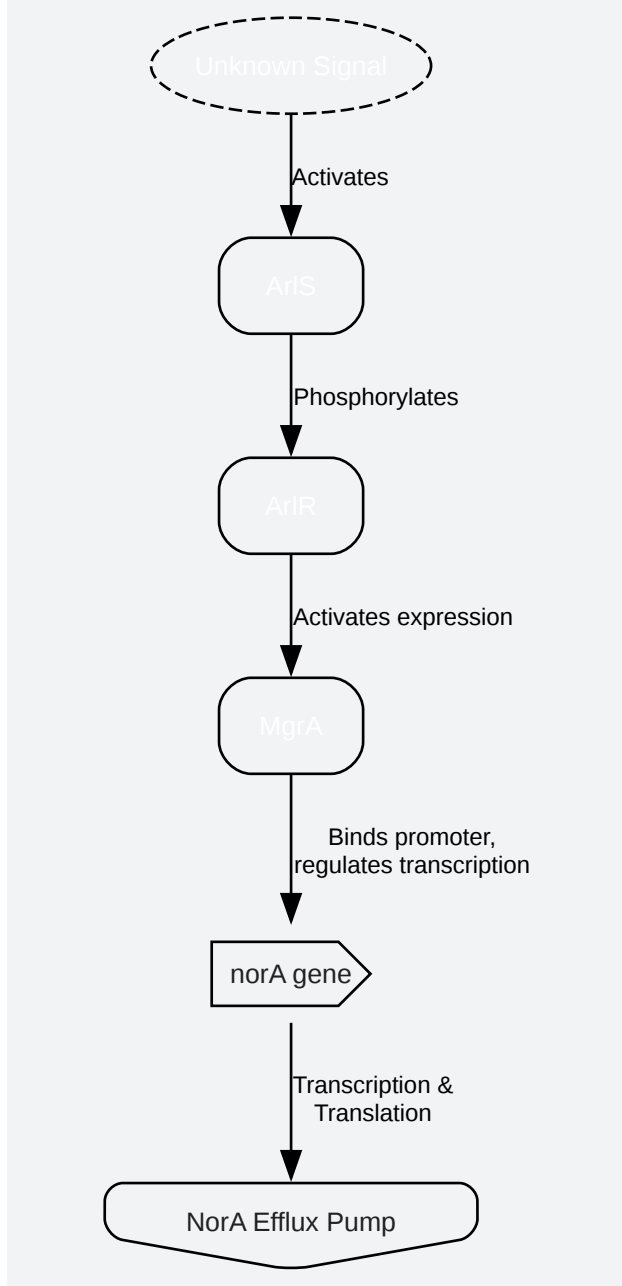 Unknown Signal
Activates
ArlS
Phosphorylates
ArlR
Activates expression
MgrA
Binds promoter,
regulates transcription
norA gene
Transcription &
Translation
NorA Efflux Pump